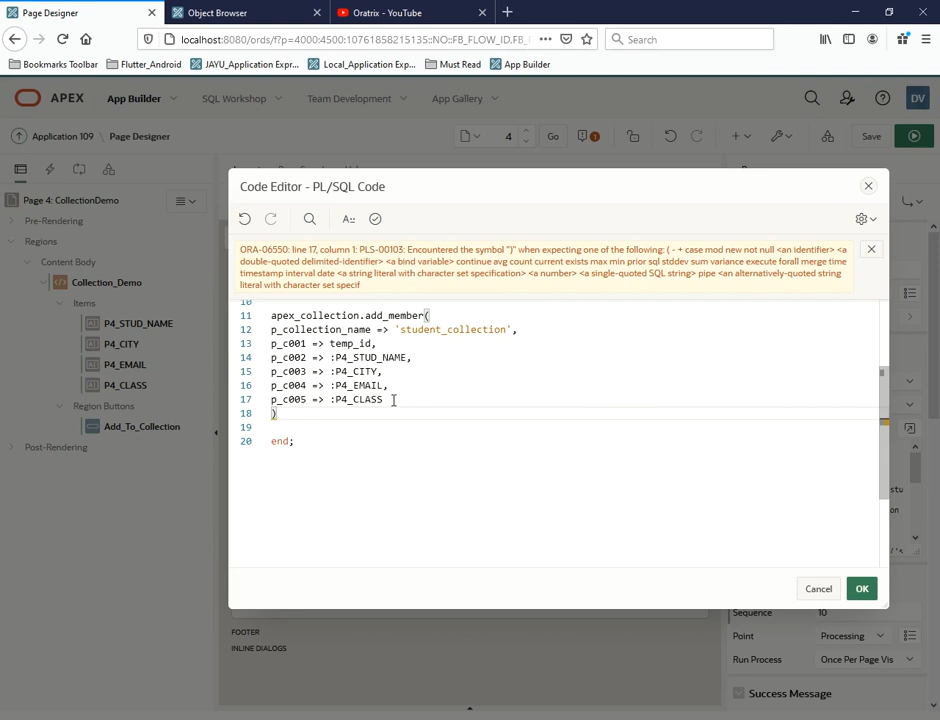 Page Designer
Object Browser
Oratrix - YouTube
localhost:8080/ords/f?p=4000:4500:10761858215135::NO::FB_FLOW_ID,FB_
Search
Bookmarks Toolbar
Flutter_Android
JAYU_Application Expr...
Local_Application Exp...
Must Read
App Builder
APEX
App Builder
SQL Workshop
Team Development
App Gallery
DV
Application 109 \ Page Designer
4
Go
1
Save
Page 4: CollectionDemo
Pre-Rendering
Regions
Content Body
Collection_Demo
Items
P4_STUD_NAME
P4_CITY
P4_EMAIL
P4_CLASS
Region Buttons
Add_To_Collection
Post-Rendering
Code Editor - PL/SQL Code
ORA-06550: line 17, column 1: PLS-00103: Encountered the symbol ")" when expecting one of the following: ( - + case mod new not null <an identifier> <a
double-quoted delimited-identifier> <a bind variable> continue avg count current exists max min prior sql stddev sum variance execute forall merge time
timestamp interval date <a string literal with character set specification> <a number> <a single-quoted SQL string> pipe <an alternatively-quoted string
literal with character set specif
10
11 apex_collection.add_member(
12 p_collection_name => 'student_collection',
13 p_c001 => temp_id,
14 p_c002 => :P4_STUD_NAME,
15 p_c003 => :P4_CITY,
16 p_c004 => :P4_EMAIL,
17 p_c005 => :P4_CLASS
18 )
19
20 end;
Cancel
OK
FOOTER
INLINE DIALOGS
Sequence 10
Point Processing
Run Process Once Per Page Vis
Success Message